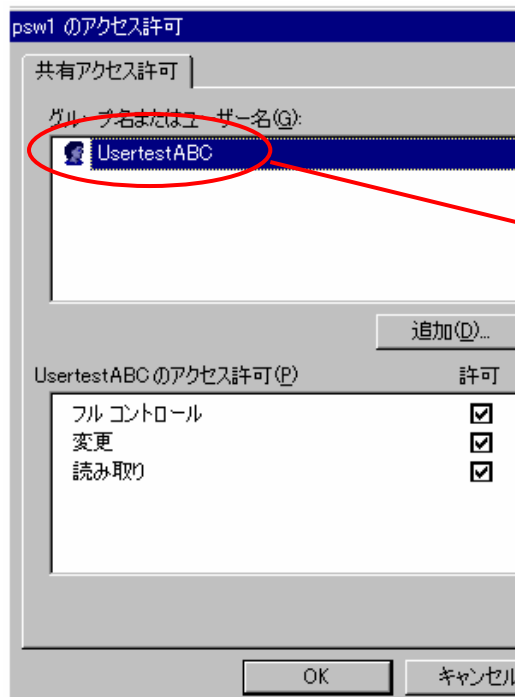 psw1 のアクセス許可
共有アクセス許可
グループ名またはユーザー名(G):
UsertestABC
追加(D)...
UsertestABC のアクセス許可(P) 許可
フル コントロール
変更
読み取り
OK キャンセル